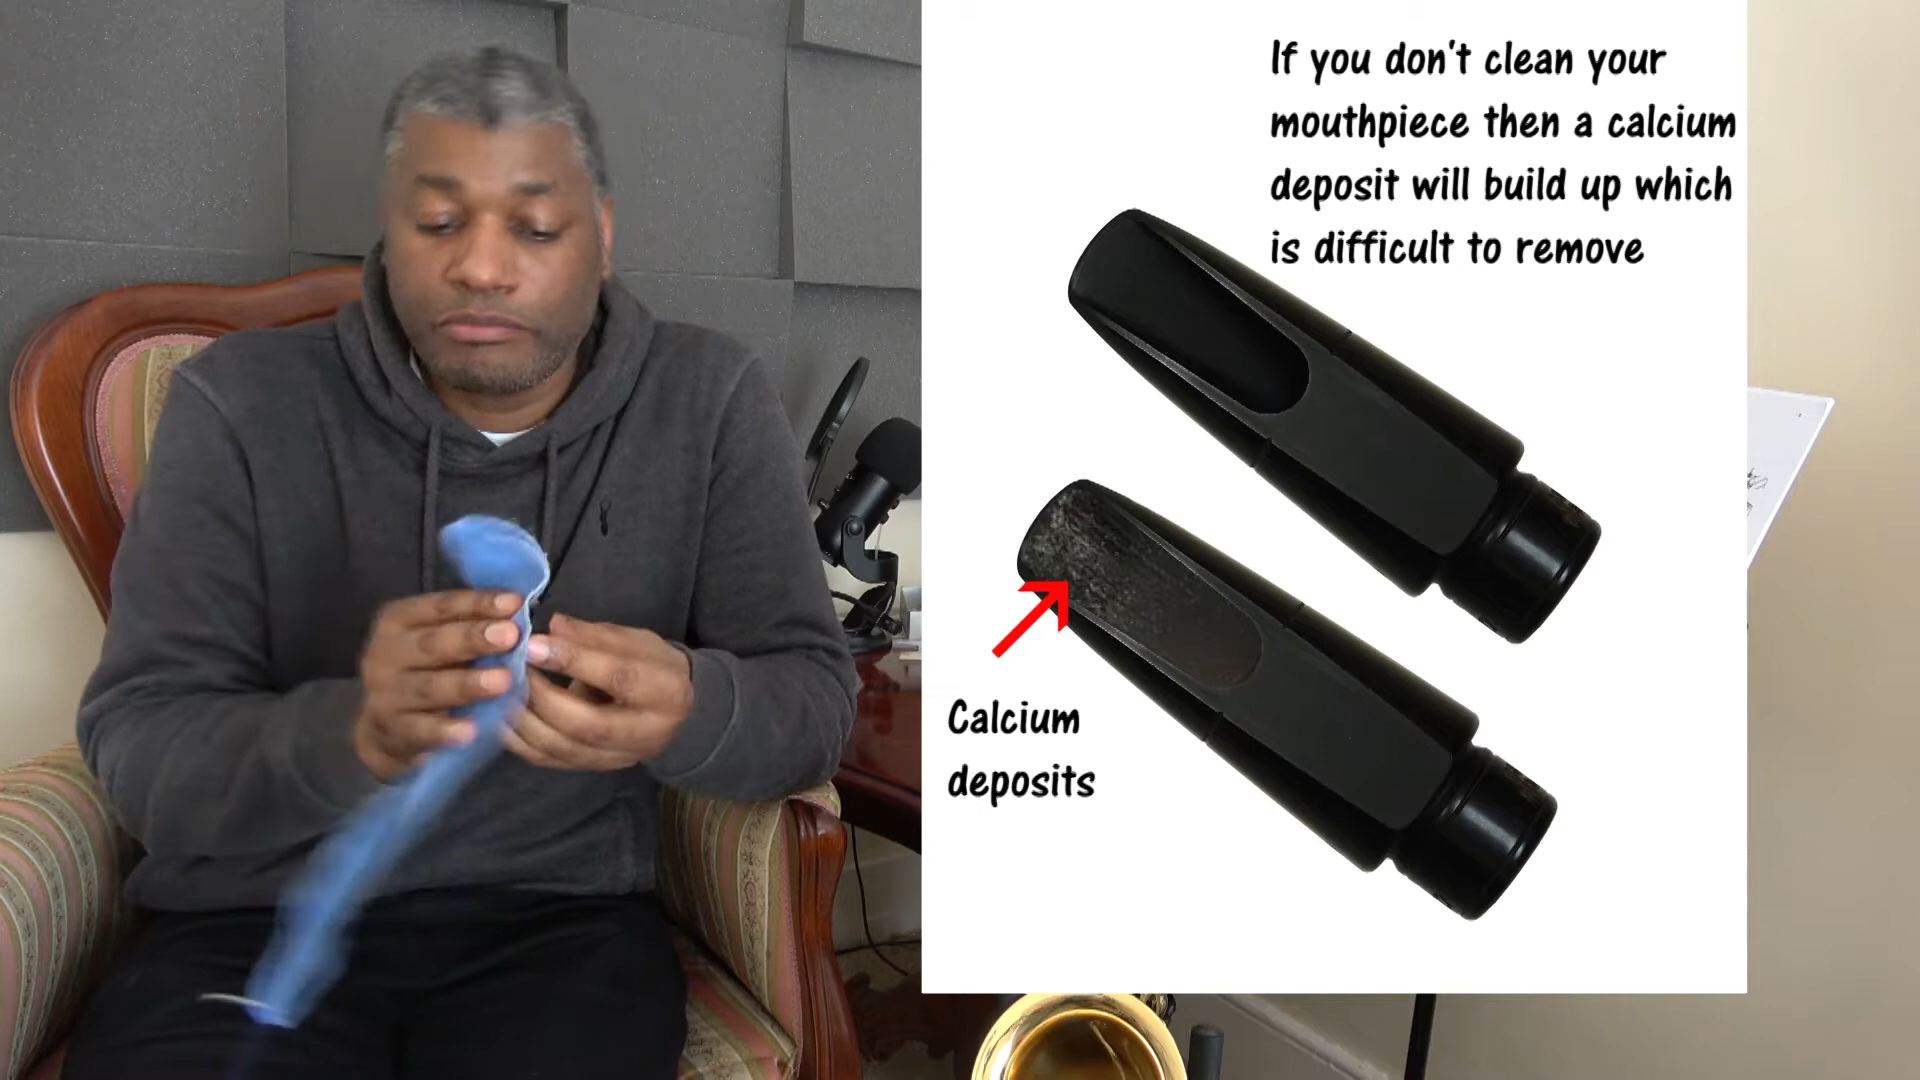 If you don't clean your
mouthpiece then a calcium
deposit will build up which
is difficult to remove
Calcium
deposits